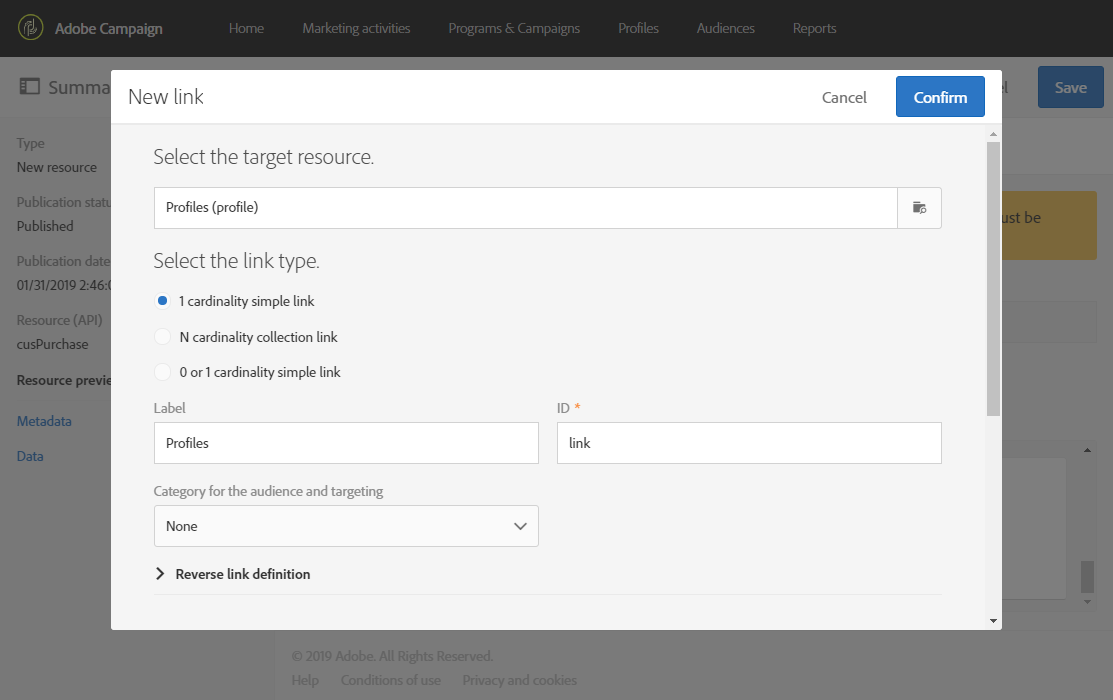 Adobe Campaign Home Marketing activities Programs & Campaigns Profiles Audiences Reports
Summa
Save
Type
New resource
Publication statu
Published
Publication date
01/31/2019 2:46:0
Resource (API)
cusPurchase
Resource previe
Metadata
Data
New link
Cancel
Confirm
Select the target resource.
Profiles (profile)
Select the link type.
1 cardinality simple link
N cardinality collection link
0 or 1 cardinality simple link
Label
ID *
Profiles
link
Category for the audience and targeting
None
Reverse link definition
ust be
© 2019 Adobe. All Rights Reserved.
Help Conditions of use Privacy and cookies